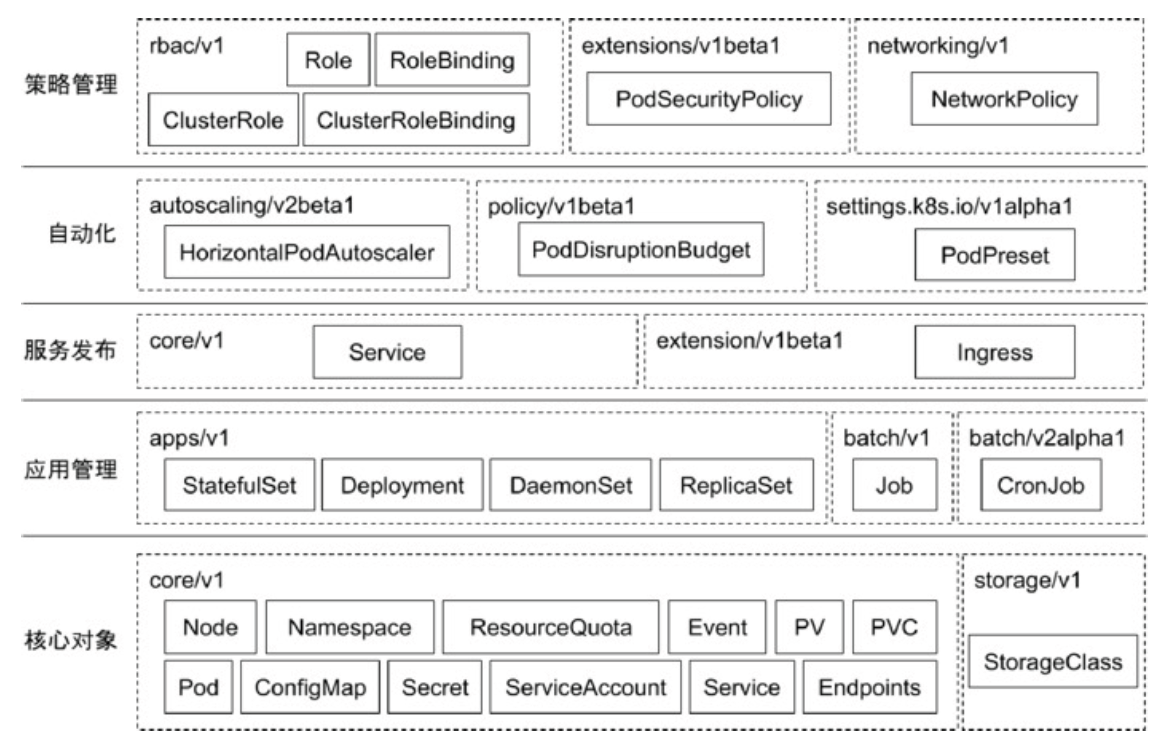 策略管理
rbac/v1
Role
RoleBinding
ClusterRole
ClusterRoleBinding
extensions/v1beta1
PodSecurityPolicy
networking/v1
NetworkPolicy
自动化
autoscaling/v2beta1
HorizontalPodAutoscaler
policy/v1beta1
PodDisruptionBudget
settings.k8s.io/v1alpha1
PodPreset
服务发布
core/v1
Service
extension/v1beta1
Ingress
应用管理
apps/v1
StatefulSet
Deployment
DaemonSet
ReplicaSet
batch/v1
Job
batch/v2alpha1
CronJob
核心对象
core/v1
Node
Namespace
ResourceQuota
Event
PV
PVC
Pod
ConfigMap
Secret
ServiceAccount
Service
Endpoints
storage/v1
StorageClass